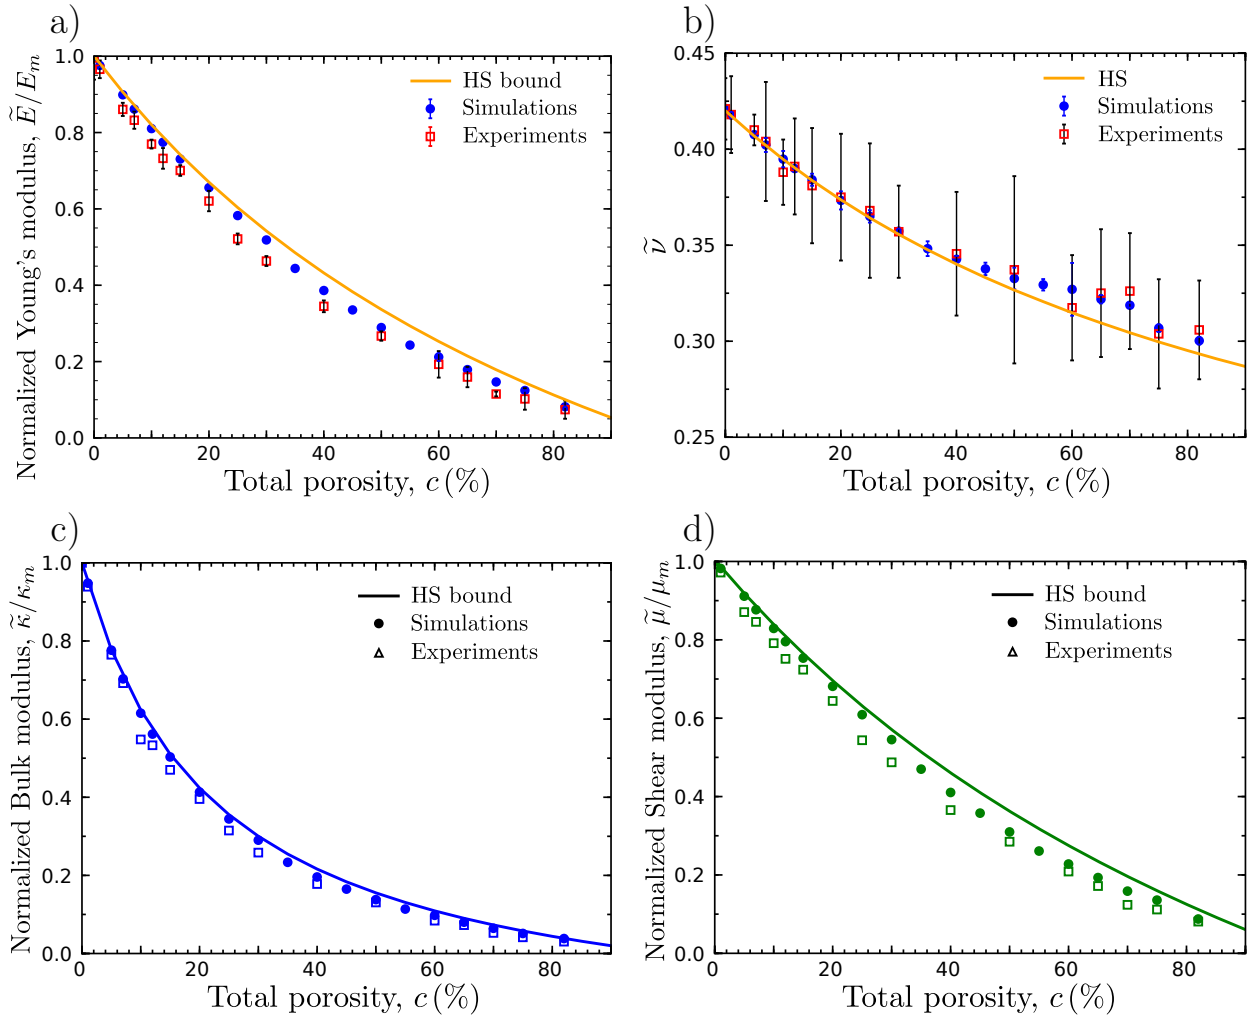 a)
Normalized Young's modulus, Ẽ/E_m
1.0
0.8
0.6
0.4
0.2
0.0
HS bound
Simulations
Experiments
0 20 40 60 80
Total porosity, c (%)
b)
ν̃
0.45
0.40
0.35
0.30
0.25
HS
Simulations
Experiments
0 20 40 60 80
Total porosity, c (%)
c)
Normalized Bulk modulus, κ̃/κ_m
1.0
0.8
0.6
0.4
0.2
0.0
HS bound
Simulations
Experiments
0 20 40 60 80
Total porosity, c (%)
d)
Normalized Shear modulus, μ̃/μ_m
1.0
0.8
0.6
0.4
0.2
0.0
HS bound
Simulations
Experiments
0 20 40 60 80
Total porosity, c (%)